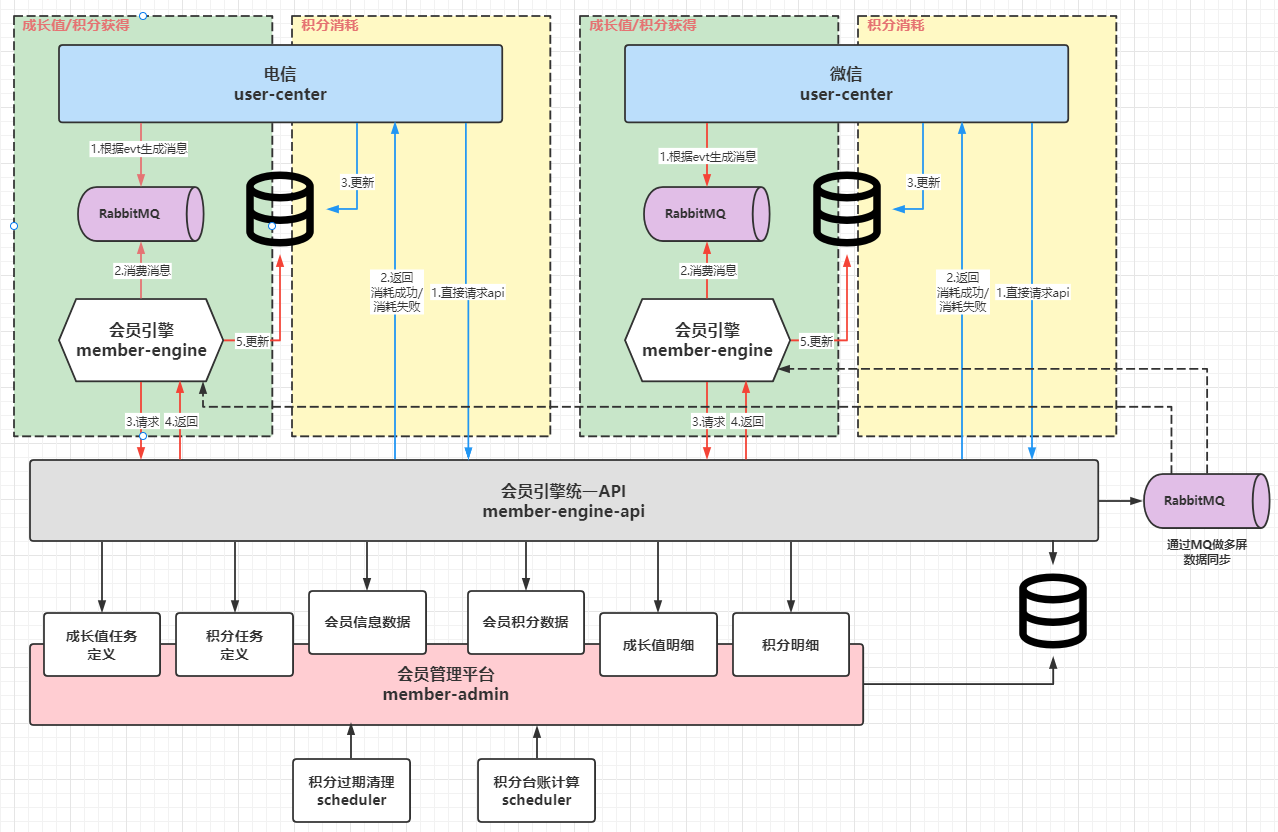 成长值/积分获得
积分消耗
成长值/积分获得
积分消耗
电信
user-center
微信
user-center
1.根据evt生成消息
3.更新
1.根据evt生成消息
3.更新
RabbitMQ
RabbitMQ
2.消费消息
2.返回
消耗成功/
消耗失败
1.直接请求api
2.消费消息
2.返回
消耗成功/
消耗失败
1.直接请求api
会员引擎
member-engine
5.更新
会员引擎
member-engine
5.更新
3.请求
4.返回
3.请求
4.返回
会员引擎统一API
member-engine-api
RabbitMQ
通过MQ做多屏
数据同步
成长值任务
定义
积分任务
定义
会员信息数据
会员积分数据
成长值明细
积分明细
会员管理平台
member-admin
积分过期清理
scheduler
积分台账计算
scheduler